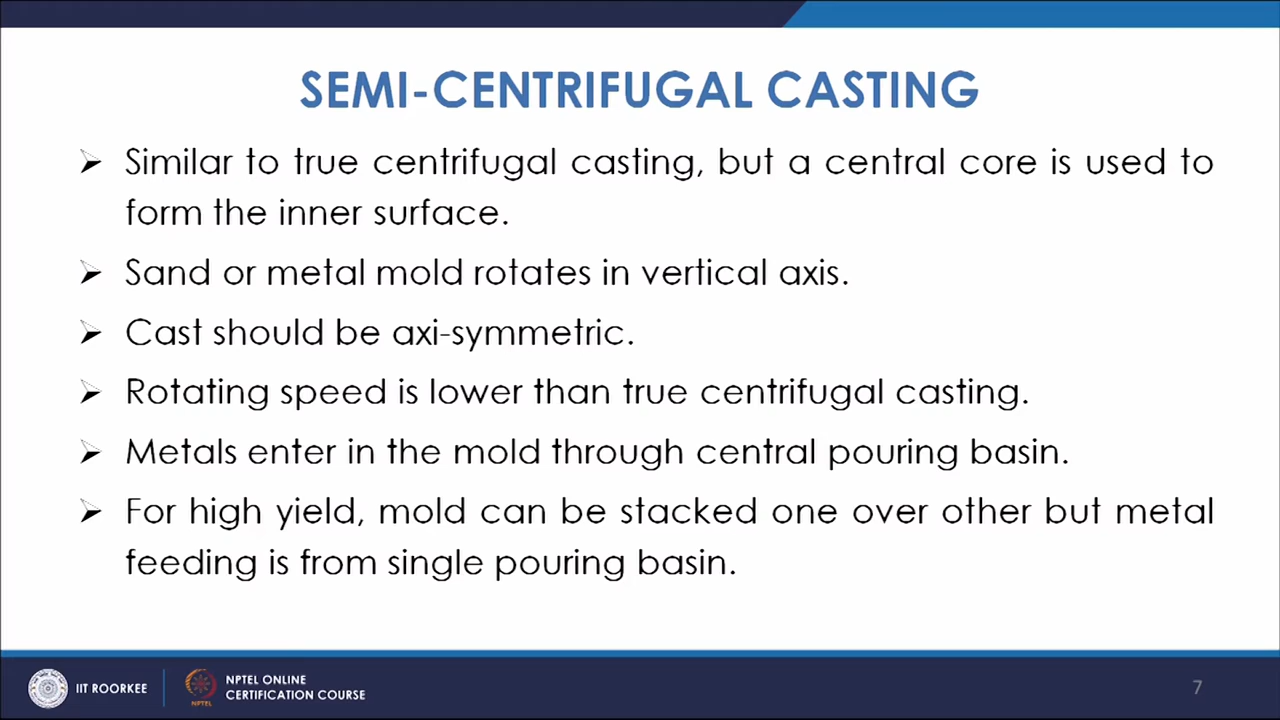 SEMI-CENTRIFUGAL CASTING
Similar to true centrifugal casting, but a central core is used to
form the inner surface.
Sand or metal mold rotates in vertical axis.
Cast should be axi-symmetric.
Rotating speed is lower than true centrifugal casting.
Metals enter in the mold through central pouring basin.
For high yield, mold can be stacked one over other but metal
feeding is from single pouring basin.
IIT ROORKEE
NPTEL
NPTEL ONLINE
CERTIFICATION COURSE
7